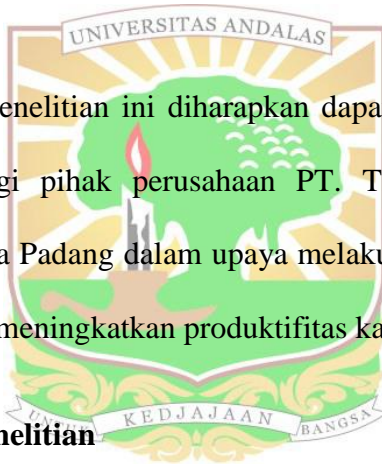 UNIVERSITAS ANDALAS
enelitian ini diharapkan dapa
gi pihak perusahaan PT. T
a Padang dalam upaya melaku
meningkatkan produktifitas ka
nelitian
UNTUK KEDJAJAAN BANGSA